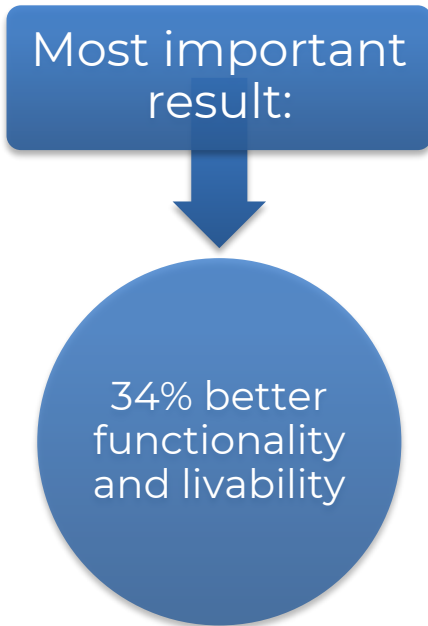 Most important
result:
34% better
functionality
and livability